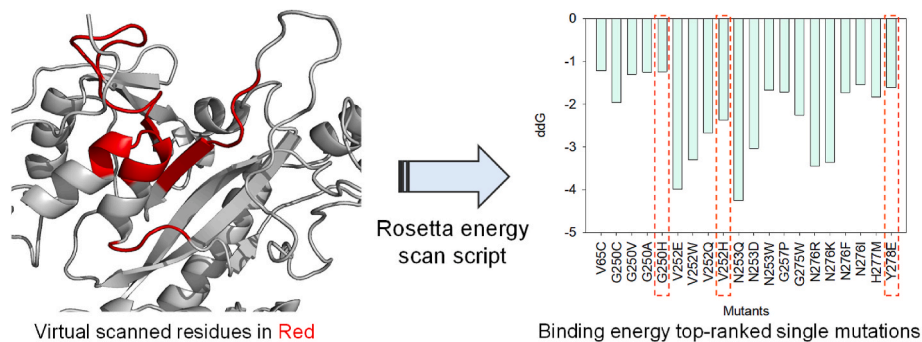 Rosetta energy
scan script
Virtual scanned residues in Red
0
-1
-2
-3
-4
-5
ddG
V65C
G250C
G250V
G250A
G250H
V252E
V252W
V252Q
V252H
N253Q
N253D
N253W
G257P
G275W
N276R
N276K
N276F
N276I
H277M
Y278E
Mutants
Binding energy top-ranked single mutations